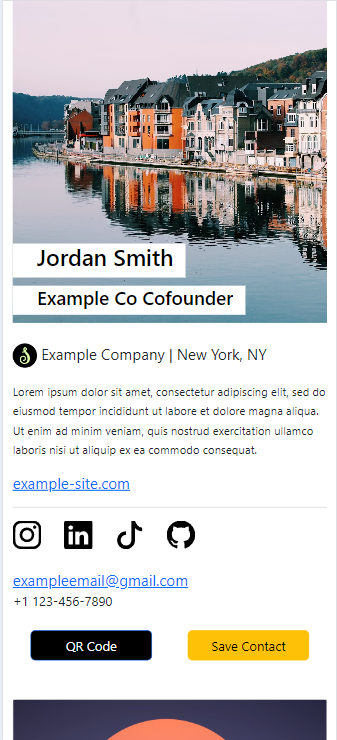 Jordan Smith
Example Co Cofounder
Example Company | New York, NY
Lorem ipsum dolor sit amet, consectetur adipiscing elit, sed do
eiusmod tempor incididunt ut labore et dolore magna aliqua.
Ut enim ad minim veniam, quis nostrud exercitation ullamco
laboris nisi ut aliquip ex ea commodo consequat.
example-site.com
in
exampleemail@gmail.com
+1 123-456-7890
QR Code
Save Contact